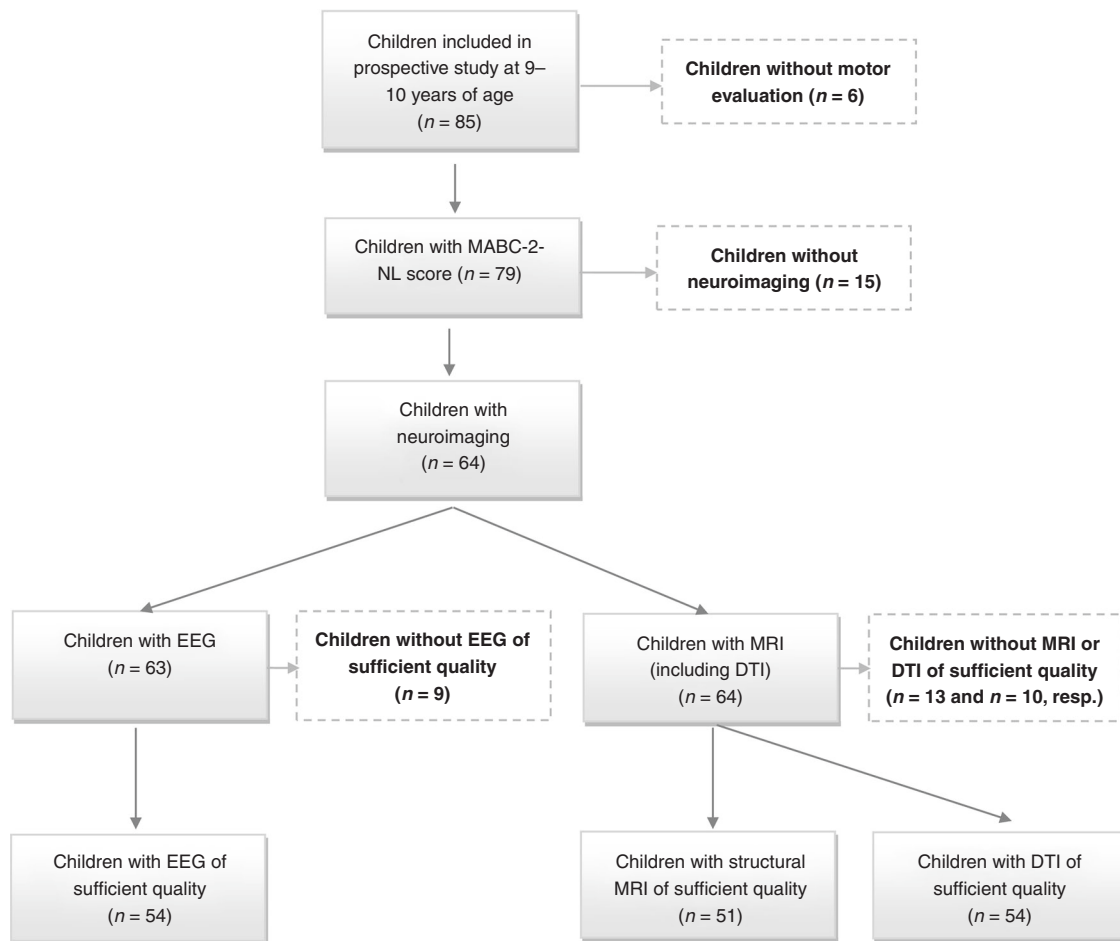 Children included in
prospective study at 9–
10 years of age
(n = 85)
Children without motor
evaluation (n = 6)
Children with MABC-2-
NL score (n = 79)
Children without
neuroimaging (n = 15)
Children with
neuroimaging
(n = 64)
Children with EEG
(n = 63)
Children without EEG of
sufficient quality
(n = 9)
Children with MRI
(including DTI)
(n = 64)
Children without MRI or
DTI of sufficient quality
(n = 13 and n = 10, resp.)
Children with EEG of
sufficient quality
(n = 54)
Children with structural
MRI of sufficient quality
(n = 51)
Children with DTI of
sufficient quality
(n = 54)